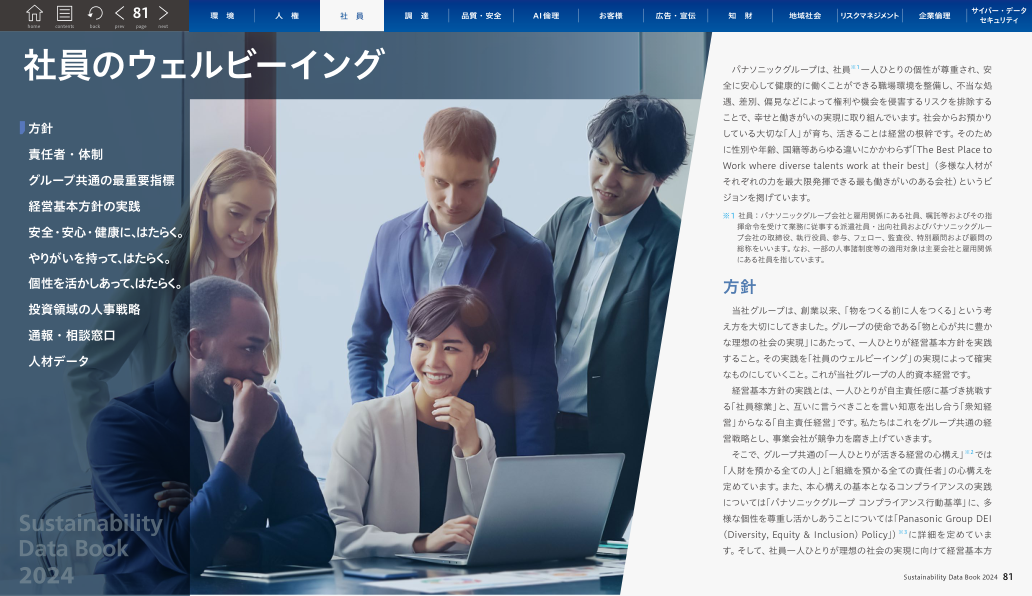 home
contents
back
prev
81
page
next
環 境
人 権
社 員
調 達
品質・安全
AI倫理
お客様
広告・宣伝
知 財
地域社会
リスクマネジメント
企業倫理
サイバー・データ
セキュリティ
社員のウェルビーイング
方針
責任者・体制
グループ共通の最重要指標
経営基本方針の実践
安全・安心・健康に、はたらく。
やりがいを持って、はたらく。
個性を活かしあって、はたらく。
投資領域の人事戦略
通報・相談窓口
人材データ
Sustainability
Data Book
2024
パナソニックグループは、社員※1一人ひとりの個性が尊重され、安
全に安心して健康的に働くことができる職場環境を整備し、不当な処
遇、差別、偏見などによって権利や機会を侵害するリスクを排除する
ことで、幸せと働きがいの実現に取り組んでいます。社会からお預かり
している大切な「人」が育ち、活きることは経営の根幹です。そのため
に性別や年齢、国籍等あらゆる違いにかかわらず「The Best Place to
Work where diverse talents work at their best」（多様な人材が
それぞれの力を最大限発揮できる最も働きがいのある会社）というビ
ジョンを掲げています。
※1 社員：パナソニックグループ会社と雇用関係にある社員、嘱託等およびその指
揮命令を受けて業務に従事する派遣社員・出向社員およびパナソニックグルー
プ会社の取締役、執行役員、参与、フェロー、監査役、特別顧問および顧問の
総称をいいます。なお、一部の人事諸制度等の適用対象は主要会社と雇用関係
にある社員を指しています。
方針
当社グループは、創業以来、「物をつくる前に人をつくる」という考
え方を大切にしてきました。グループの使命である「物と心が共に豊か
な理想の社会の実現」にあたって、一人ひとりが経営基本方針を実践
すること。その実践を「社員のウェルビーイング」の実現によって確実
なものにしていくこと。これが当社グループの人的資本経営です。
経営基本方針の実践とは、一人ひとりが自主責任感に基づき挑戦す
る「社員稼業」と、互いに言うべきことを言い知恵を出し合う「衆知経
営」からなる「自主責任経営」です。私たちはこれをグループ共通の経
営戦略とし、事業会社が競争力を磨き上げていきます。
そこで、グループ共通の「一人ひとりが活きる経営の心構え」※2では
「人財を預かる全ての人」と「組織を預かる全ての責任者」の心構えを
定めています。また、本心構えの基本となるコンプライアンスの実践
については「パナソニックグループ コンプライアンス行動基準」に、多
様な個性を尊重し活かしあうことについては「Panasonic Group DEI
（Diversity, Equity & Inclusion) Policy」）※3に詳細を定めていま
す。そして、社員一人ひとりが理想の社会の実現に向けて経営基本方
Sustainability Data Book 2024 81